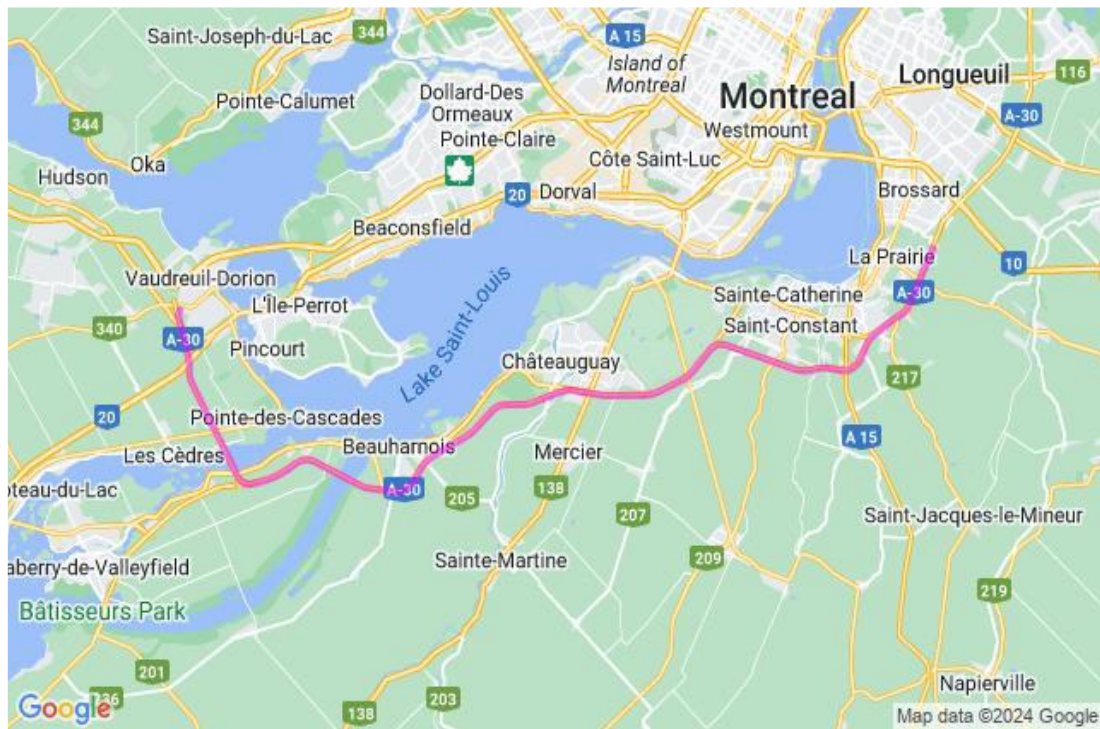 344
A 15
Saint-Joseph-du-Lac
Island of
Montreal
Longueuil
116
Dollard-Des
Ormeaux
Pointe-Calumet
Montreal
A-30
344
Pointe-Claire
Westmount
Oka
Côte Saint-Luc
Hudson
20
Dorval
Brossard
Beaconsfield
La Prairie
10
Vaudreuil-Dorion
Sainte-Catherine
A-30
L'Île-Perrot
340
A-30
Saint-Constant
Pincourt
Lake Saint-Louis
Châteauguay
217
20
Pointe-des-Cascades
A 15
Les Cèdres
Beauharnois
Mercier
oteau-du-Lac
A-30
205
138
207
Saint-Jacques-le-Mineur
aberry-de-Valleyfield
Sainte-Martine
209
219
Bâtisseurs Park
201
Napierville
236
203
Google
138
Map data ©2024 Google